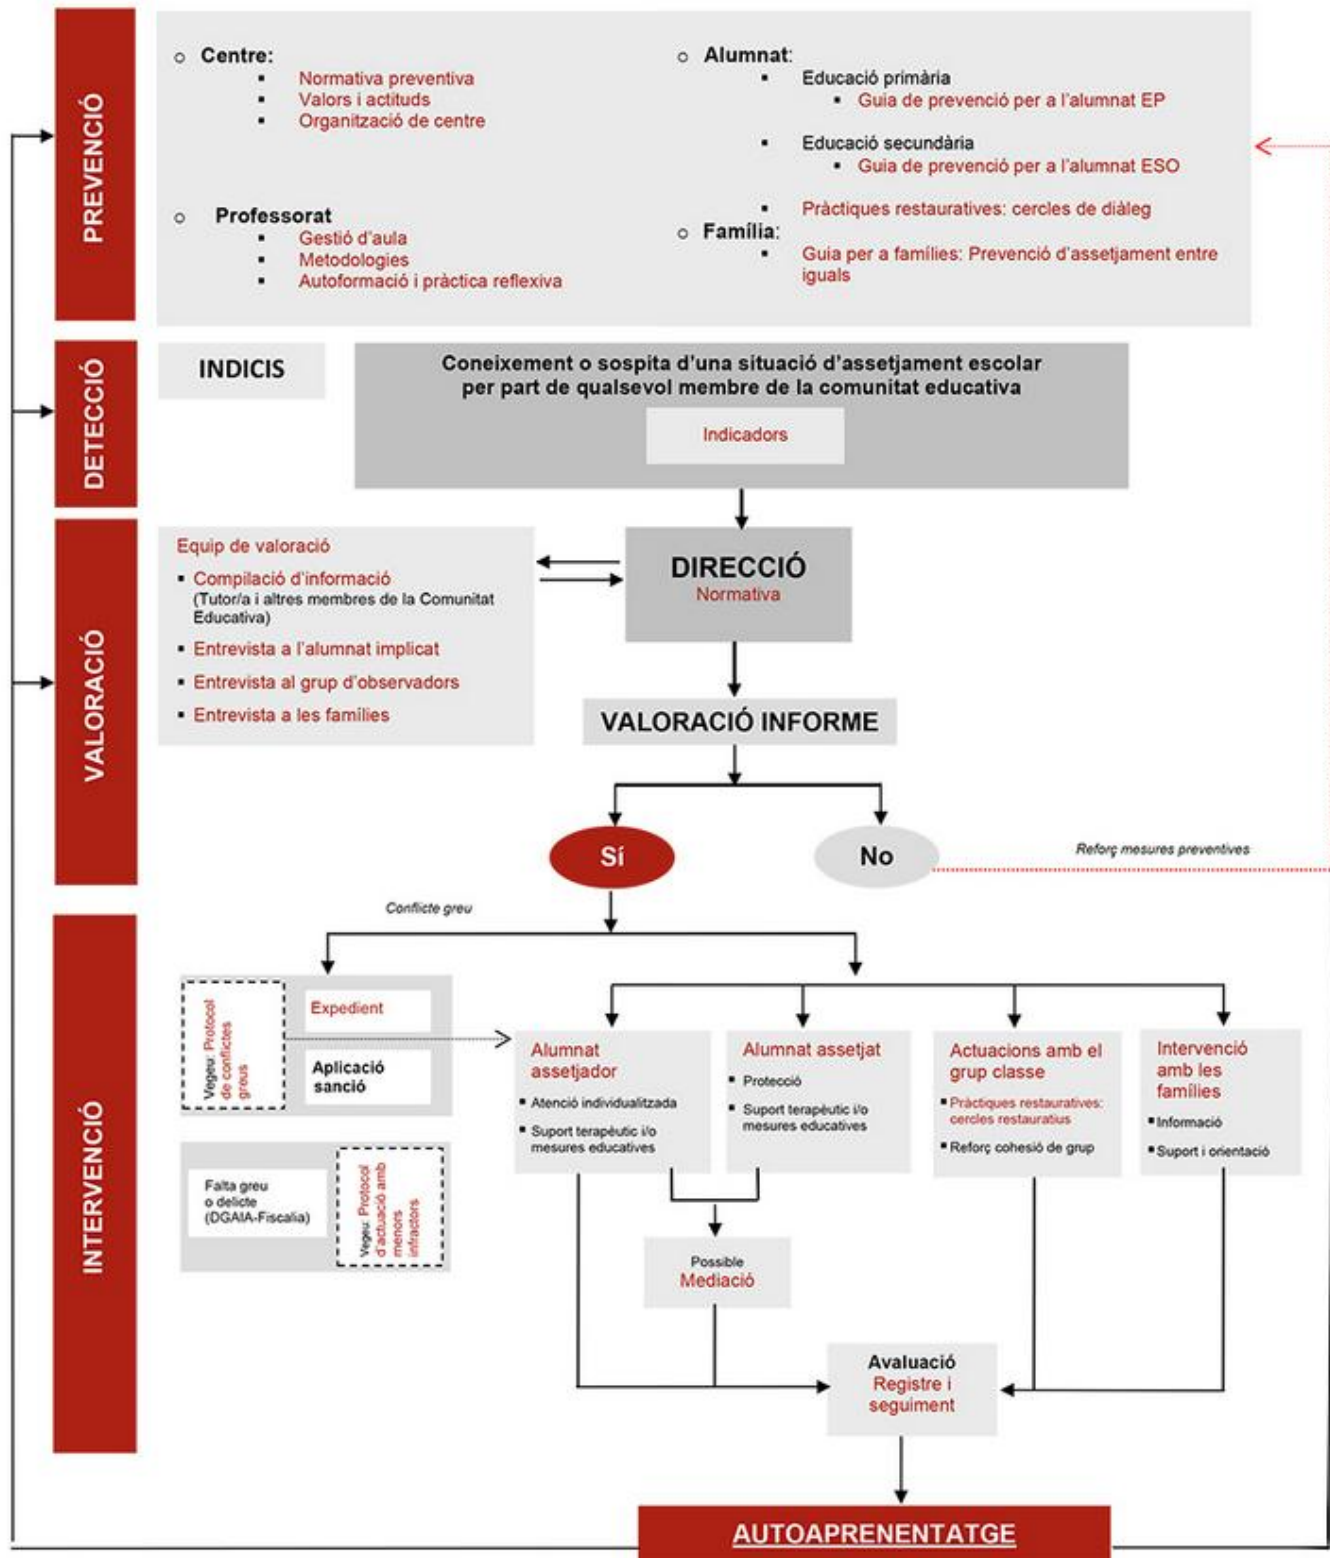 PREVENCIÓ
Centre:
Normativa preventiva
Valors i actituds
Organització de centre
Professorat
Gestió d'aula
Metodologies
Autoformació i pràctica reflexiva
Alumnat:
Educació primària
Guia de prevenció per a l'alumnat EP
Educació secundària
Guia de prevenció per a l'alumnat ESO
Pràctiques restauratives: cercles de diàleg
Família:
Guia per a famílies: Prevenció d'assetjament entre
iguals
DETECCIÓ
INDICIS
Coneixement o sospita d'una situació d'assetjament escolar
per part de qualsevol membre de la comunitat educativa
Indicadors
VALORACIÓ
Equip de valoració
Compilació d'informació
(Tutor/a i altres membres de la Comunitat
Educativa)
Entrevista a l'alumnat implicat
Entrevista al grup d'observadors
Entrevista a les famílies
DIRECCIÓ
Normativa
VALORACIÓ INFORME
Sí
No
Reforç mesures preventives
INTERVENCIÓ
Conflicte greu
Vegeu: Protocol
de conflictes
greus
Expedient
Aplicació
sanció
Falta greu
o delicte
(DGAIA-Fiscalia)
Vegeu: Protocol
d'actuació amb
menors
infractors
Alumnat
assetjador
Atenció individualitzada
Suport terapèutic i/o
mesures educatives
Alumnat assetjat
Protecció
Suport terapèutic i/o
mesures educatives
Actuacions amb el
grup classe
Pràctiques restauratives:
cercles restauratius
Reforç cohesió de grup
Intervenció
amb les
famílies
Informació
Suport i orientació
Possible
Mediació
Avaluació
Registre i
seguiment
AUTOAPRENENTATGE